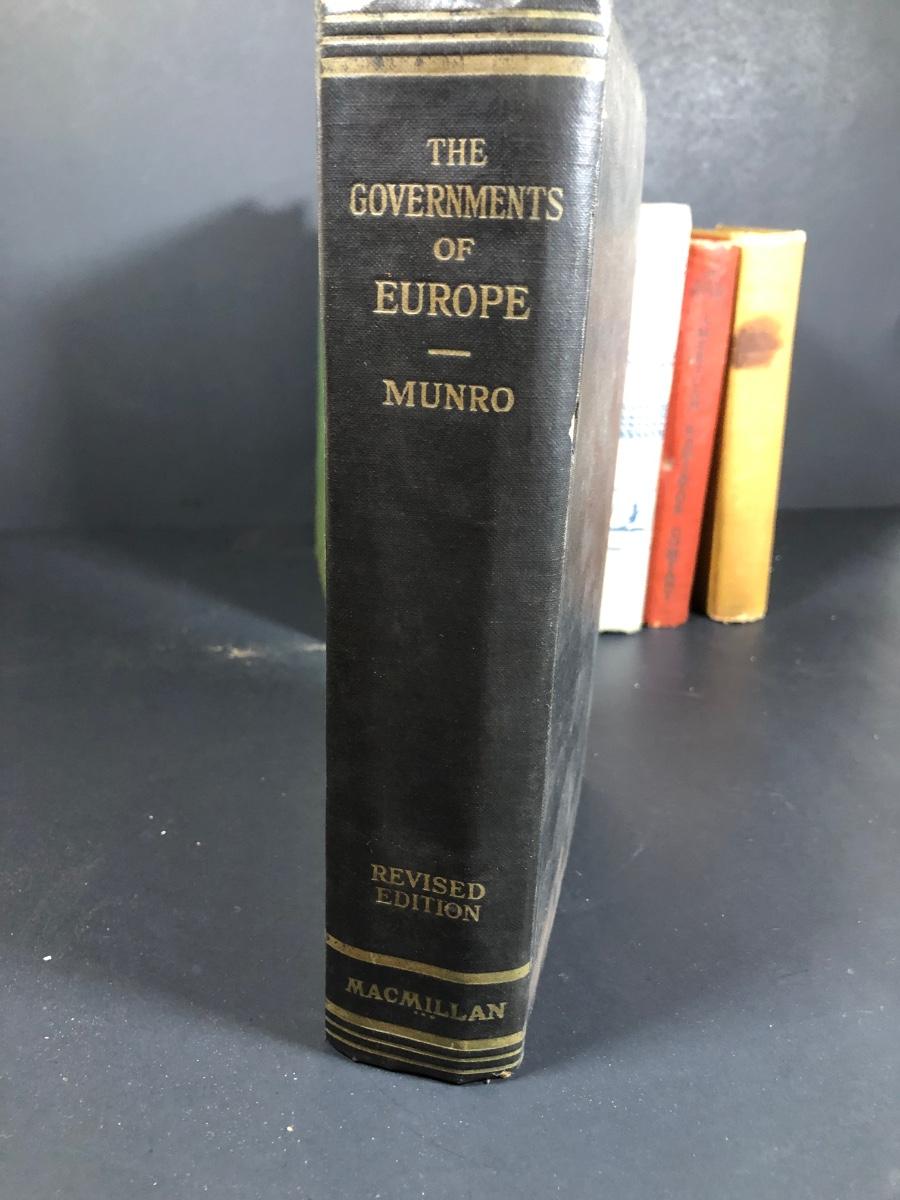 THE
GOVERNMENTS
OF
EUROPE
MUNRO
REVISED
EDITION
MACMILLAN